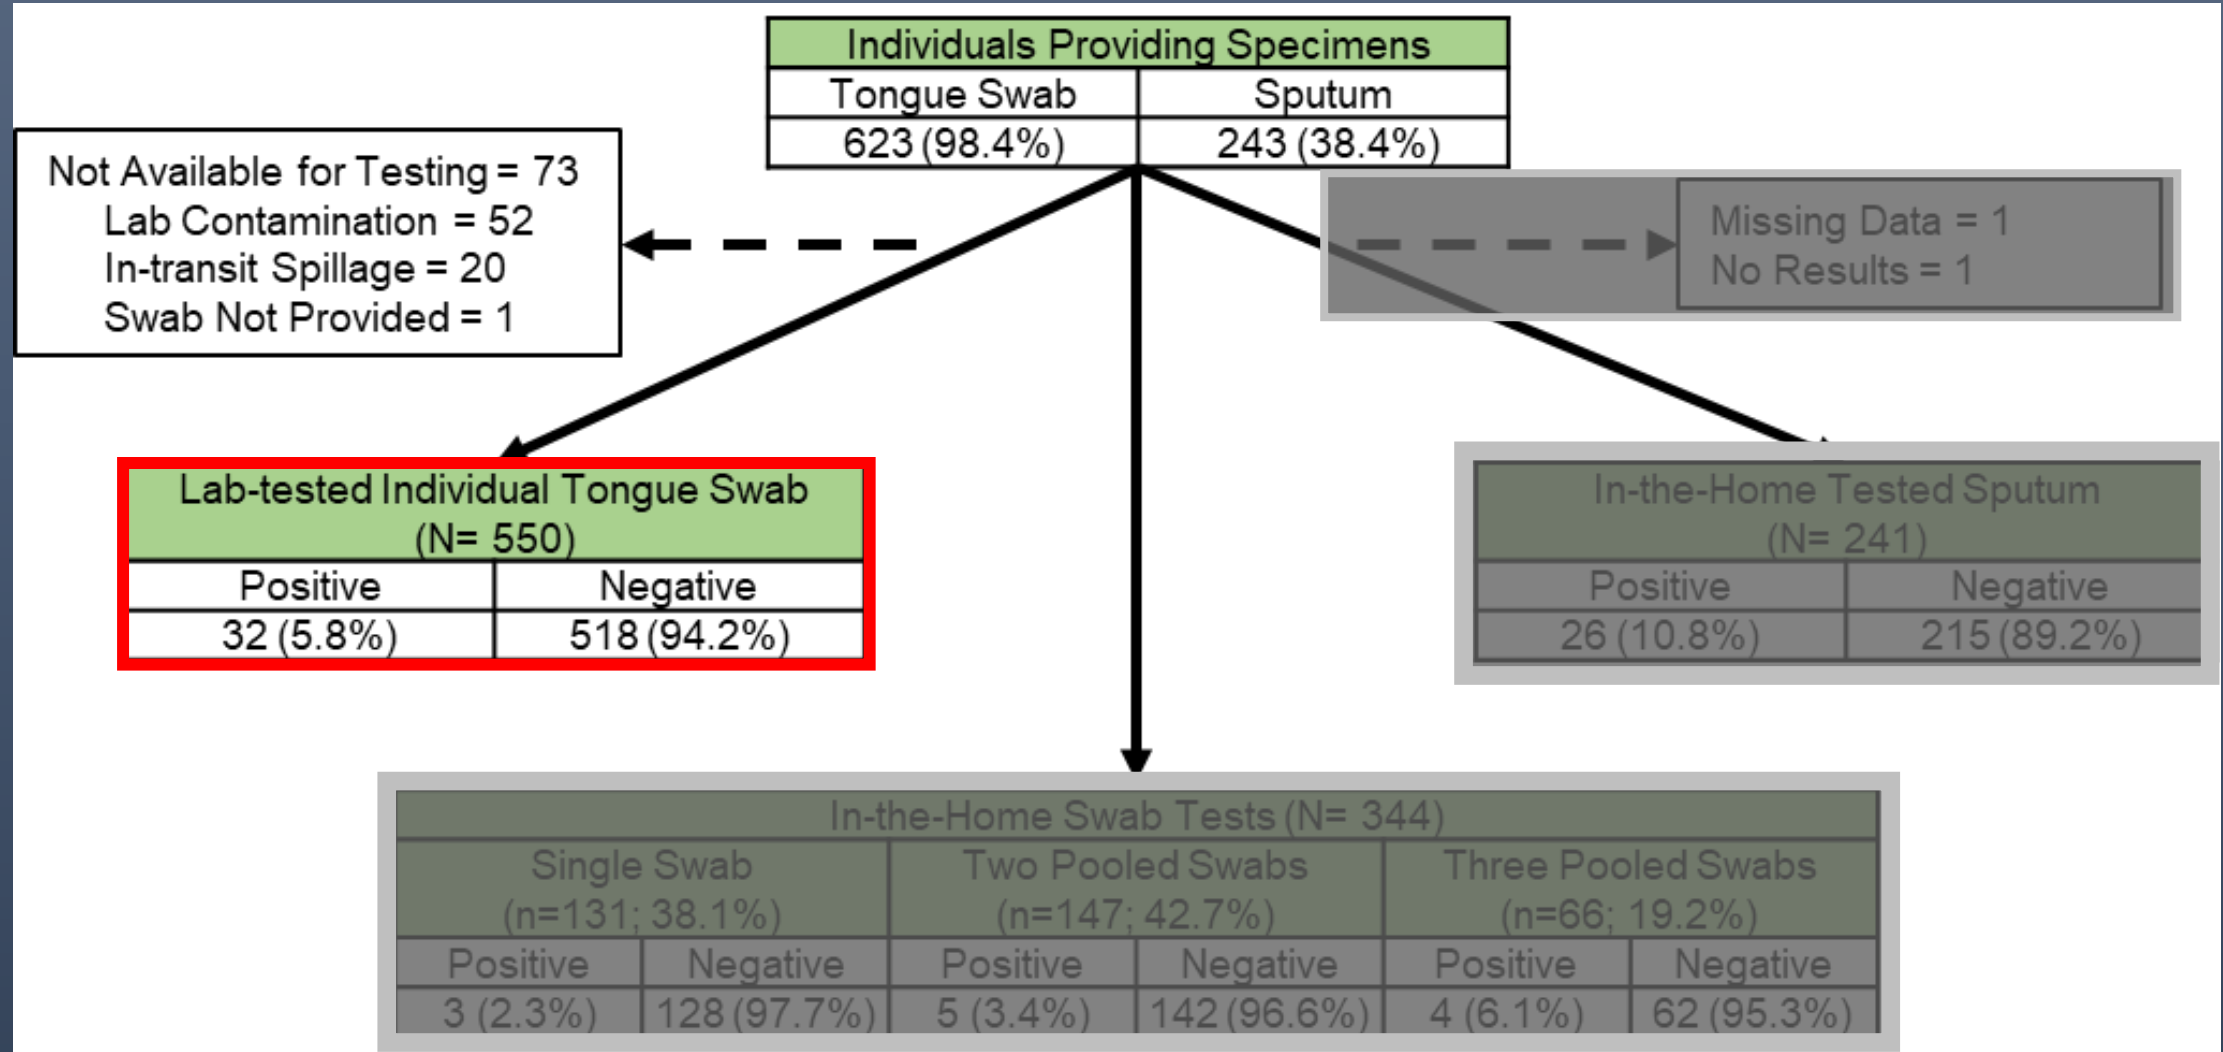 Individuals Providing Specimens
Tongue Swab Sputum
623 (98.4%) 243 (38.4%)
Not Available for Testing = 73
Lab Contamination = 52
In-transit Spillage = 20
Swab Not Provided = 1
Missing Data = 1
No Results = 1
Lab-tested Individual Tongue Swab
(N= 550)
Positive Negative
32 (5.8%) 518 (94.2%)
In-the-Home Tested Sputum
(N= 241)
Positive Negative
26 (10.8%) 215 (89.2%)
In-the-Home Swab Tests (N= 344)
Single Swab Two Pooled Swabs Three Pooled Swabs
(n=131; 38.1%) (n=147; 42.7%) (n=66; 19.2%)
Positive Negative Positive Negative Positive Negative
3 (2.3%) 128 (97.7%) 5 (3.4%) 142 (96.6%) 4 (6.1%) 62 (95.3%)